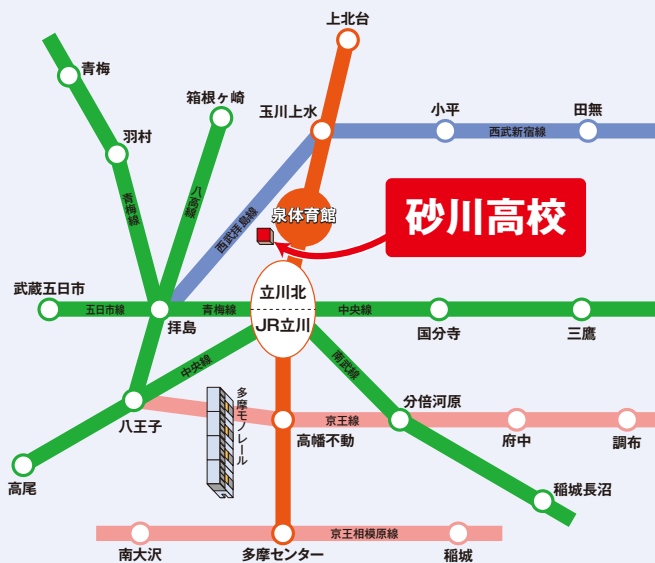 上北台
青梅
箱根ヶ崎
玉川上水
小平
田無
西武新宿線
羽村
青梅線
八高線
西武拝島線
泉体育館
砂川高校
武蔵五日市
五日市線
拝島
青梅線
立川北
JR立川
中央線
国分寺
三鷹
中央線
南武線
八王子
多摩モノレール
高幡不動
京王線
分倍河原
府中
調布
高尾
稲城長沼
京王相模原線
南大沢
多摩センター
稲城